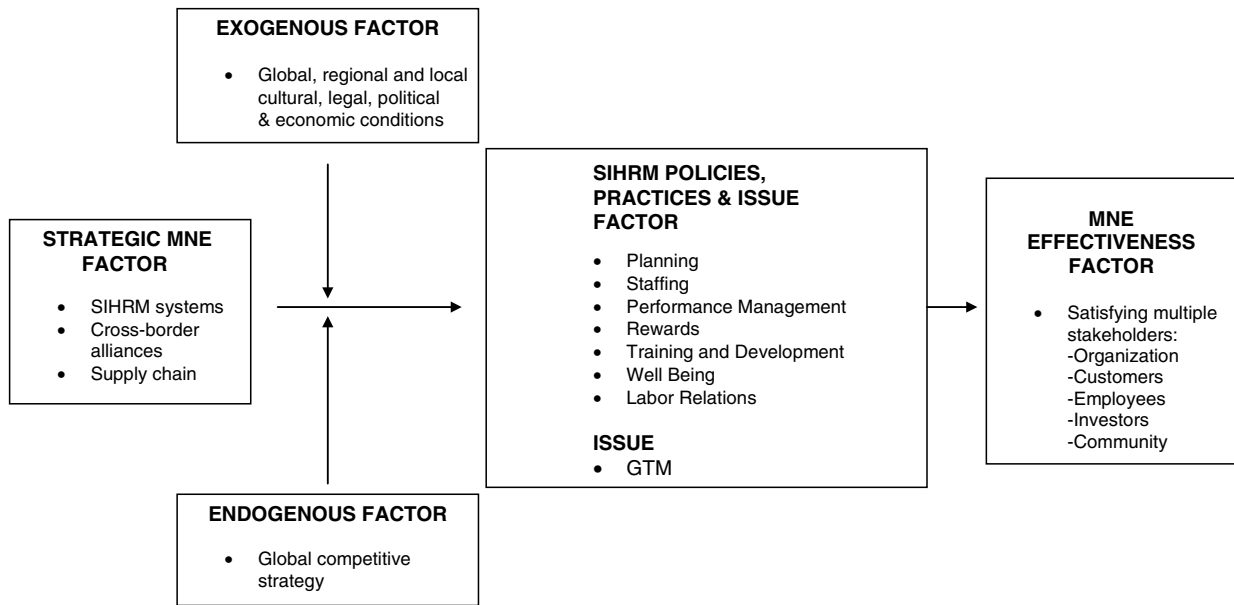 EXOGENOUS FACTOR
• Global, regional and local
cultural, legal, political
& economic conditions
STRATEGIC MNE
FACTOR
• SIHRM systems
• Cross-border
alliances
• Supply chain
SIHRM POLICIES,
PRACTICES & ISSUE
FACTOR
• Planning
• Staffing
• Performance Management
• Rewards
• Training and Development
• Well Being
• Labor Relations
ISSUE
• GTM
MNE
EFFECTIVENESS
FACTOR
• Satisfying multiple
stakeholders:
-Organization
-Customers
-Employees
-Investors
-Community
ENDOGENOUS FACTOR
• Global competitive
strategy